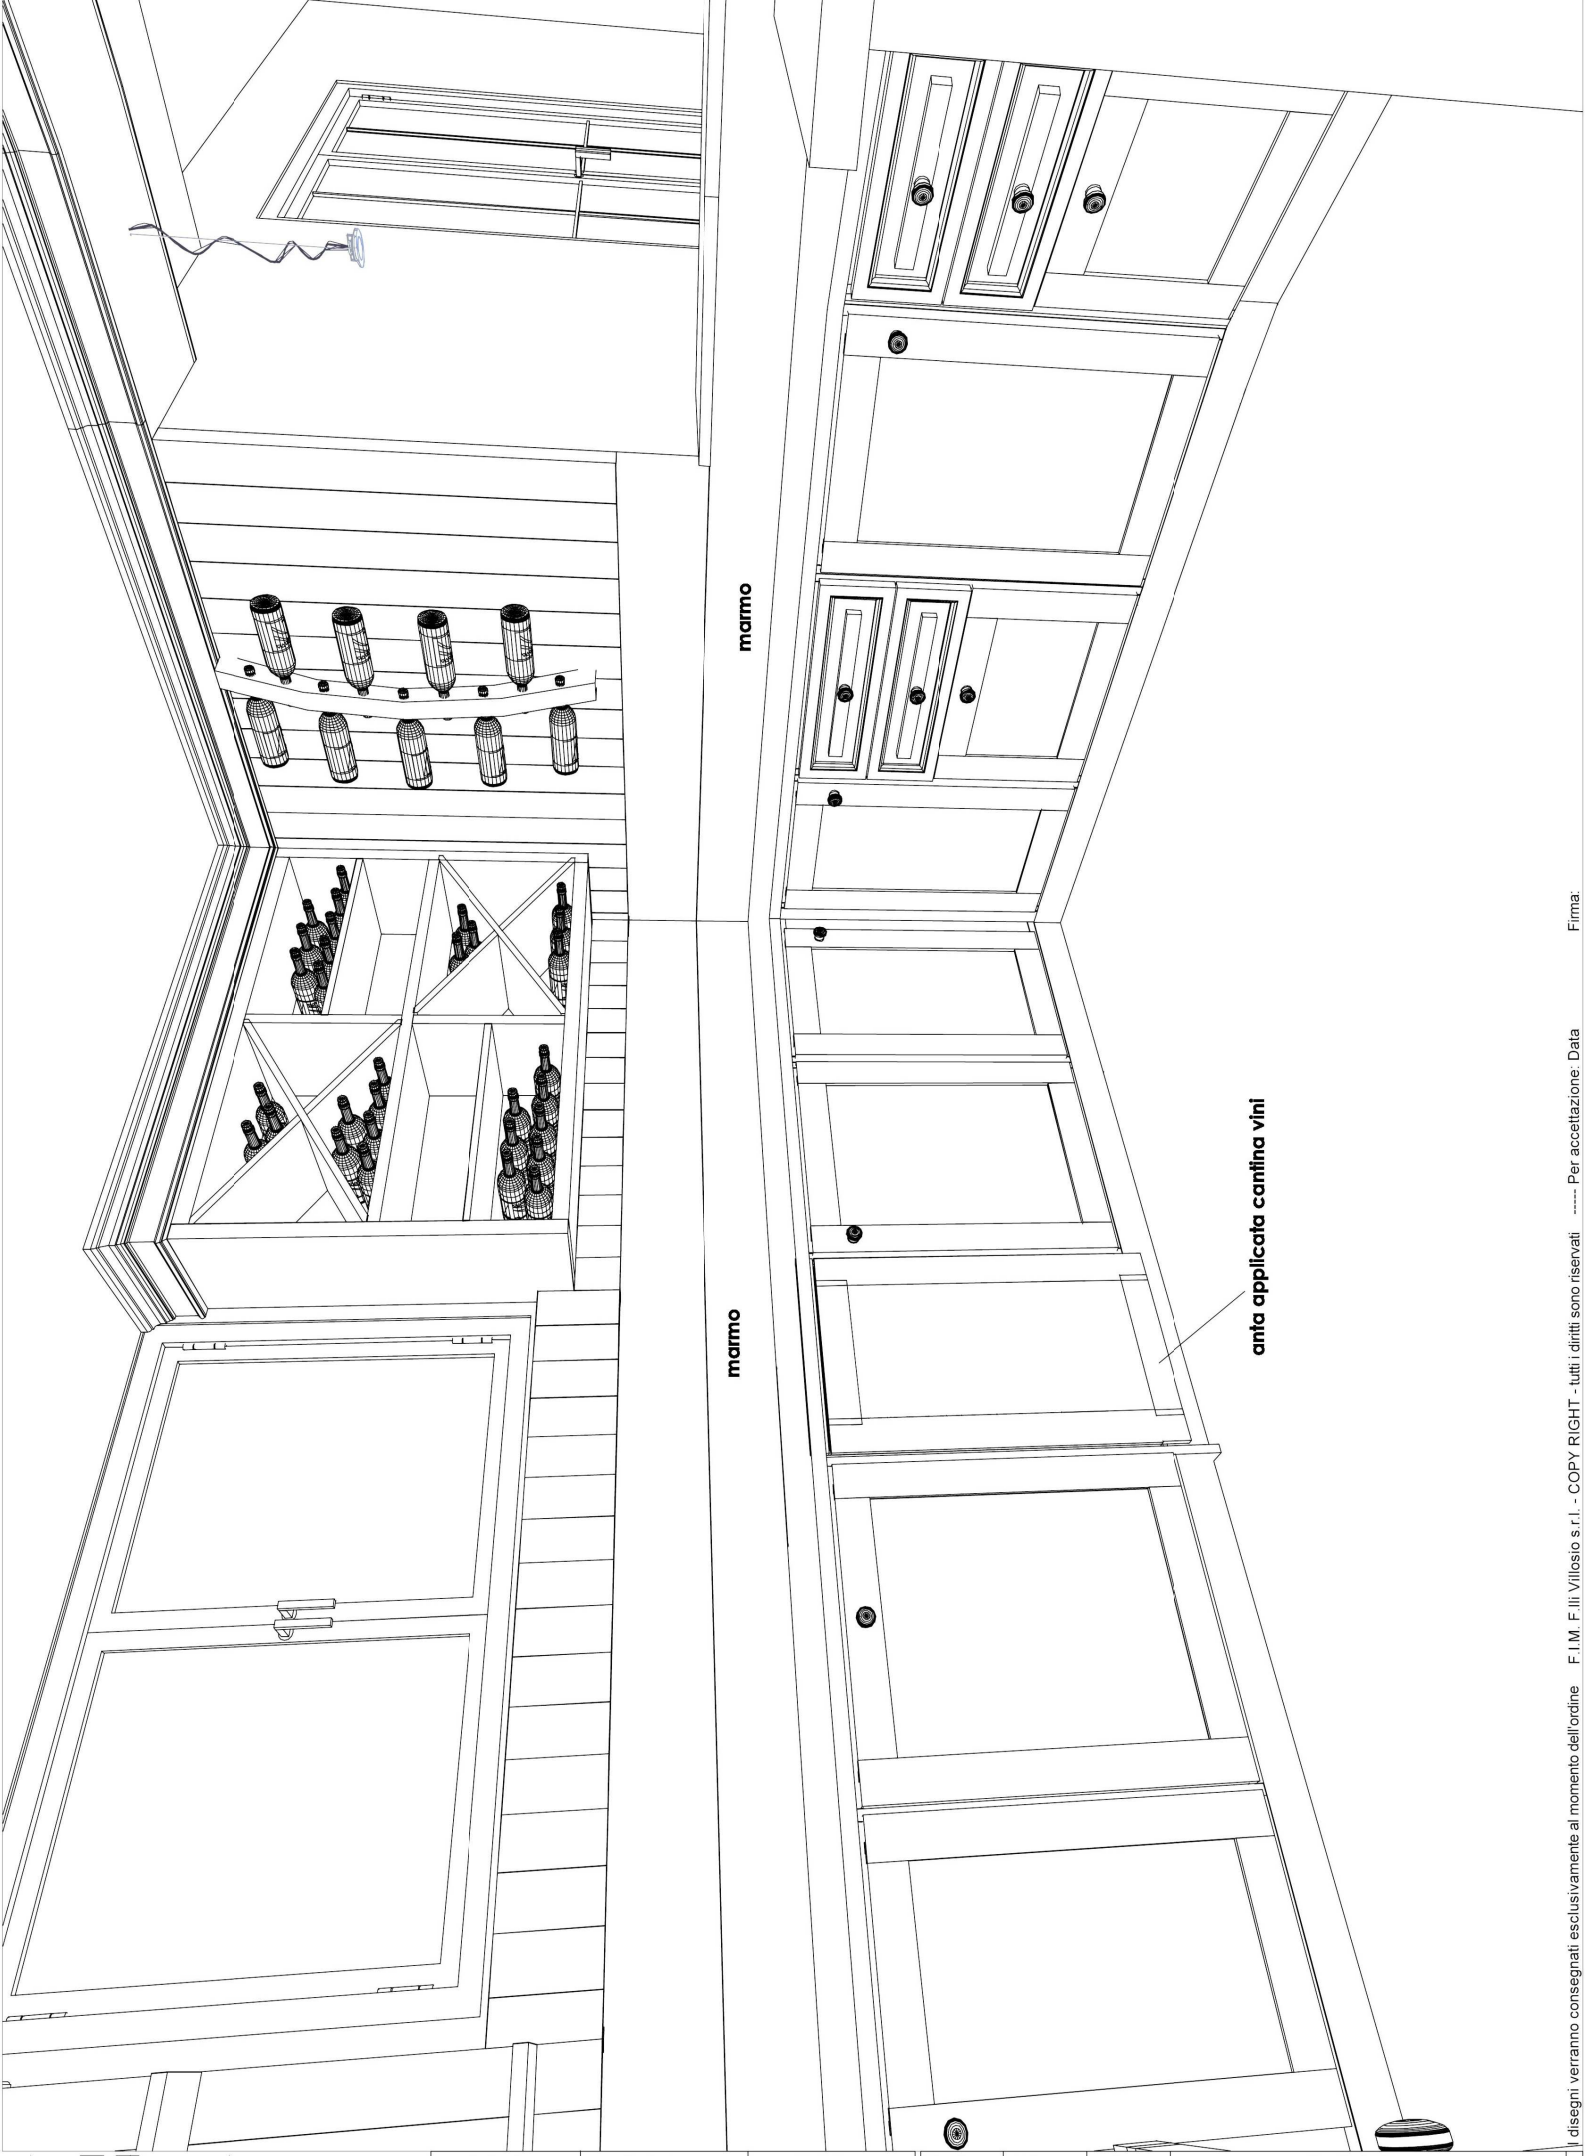 marmo
marmo
anta applicata cantina vini
I disegni verranno consegnati esclusivamente al momento dell'ordine F.I.M. F.lli Villosio s.r.l. - COPY RIGHT - tutti i diritti sono riservati ----- Per accettazione: Data Firma: